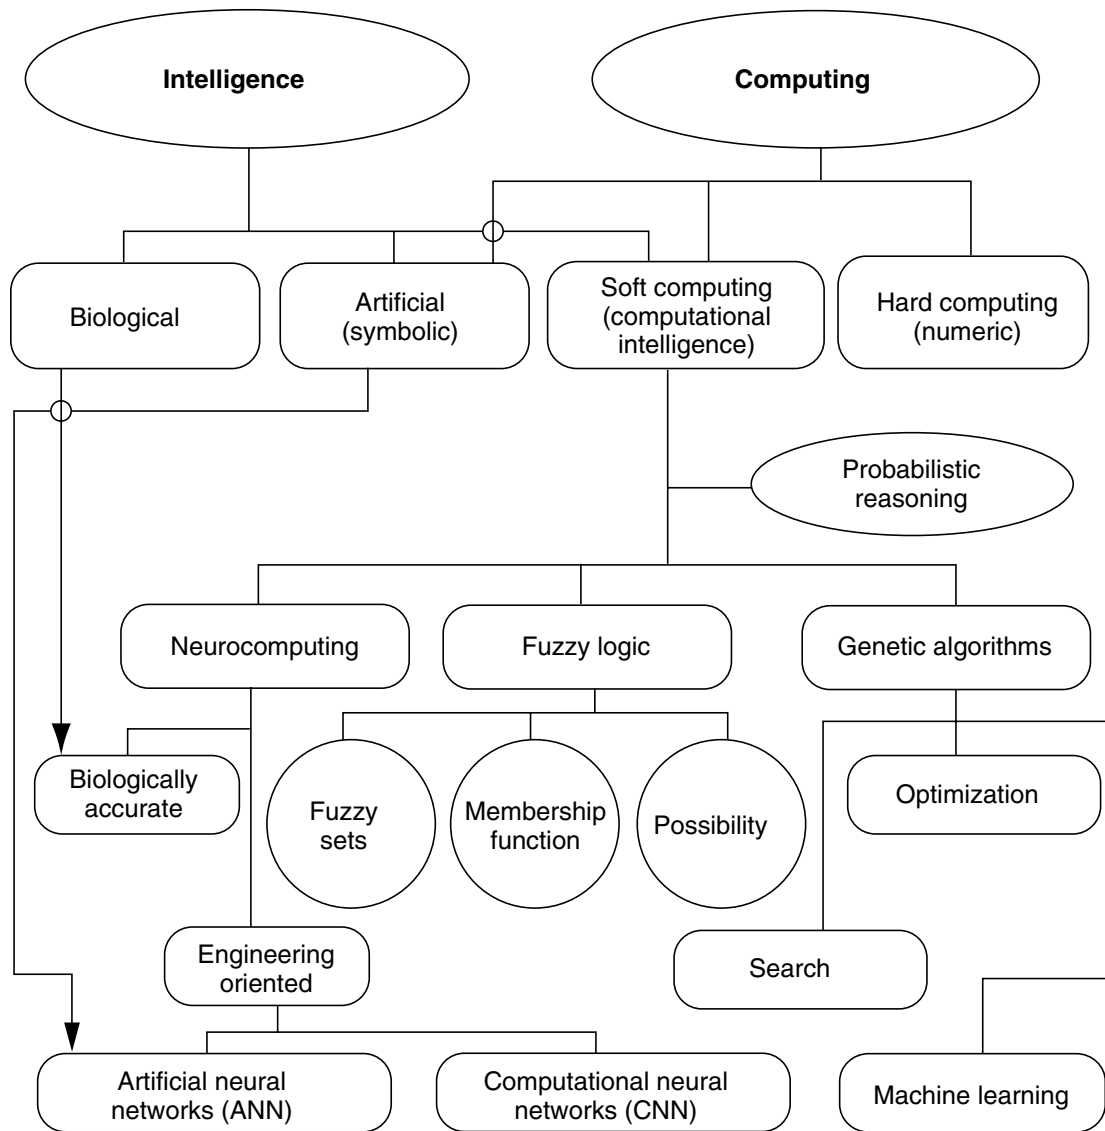 Intelligence
Computing
Biological
Artificial
(symbolic)
Soft computing
(computational
intelligence)
Hard computing
(numeric)
Probabilistic
reasoning
Neurocomputing
Fuzzy logic
Genetic algorithms
Biologically
accurate
Fuzzy
sets
Membership
function
Possibility
Optimization
Engineering
oriented
Search
Artificial neural
networks (ANN)
Computational neural
networks (CNN)
Machine learning